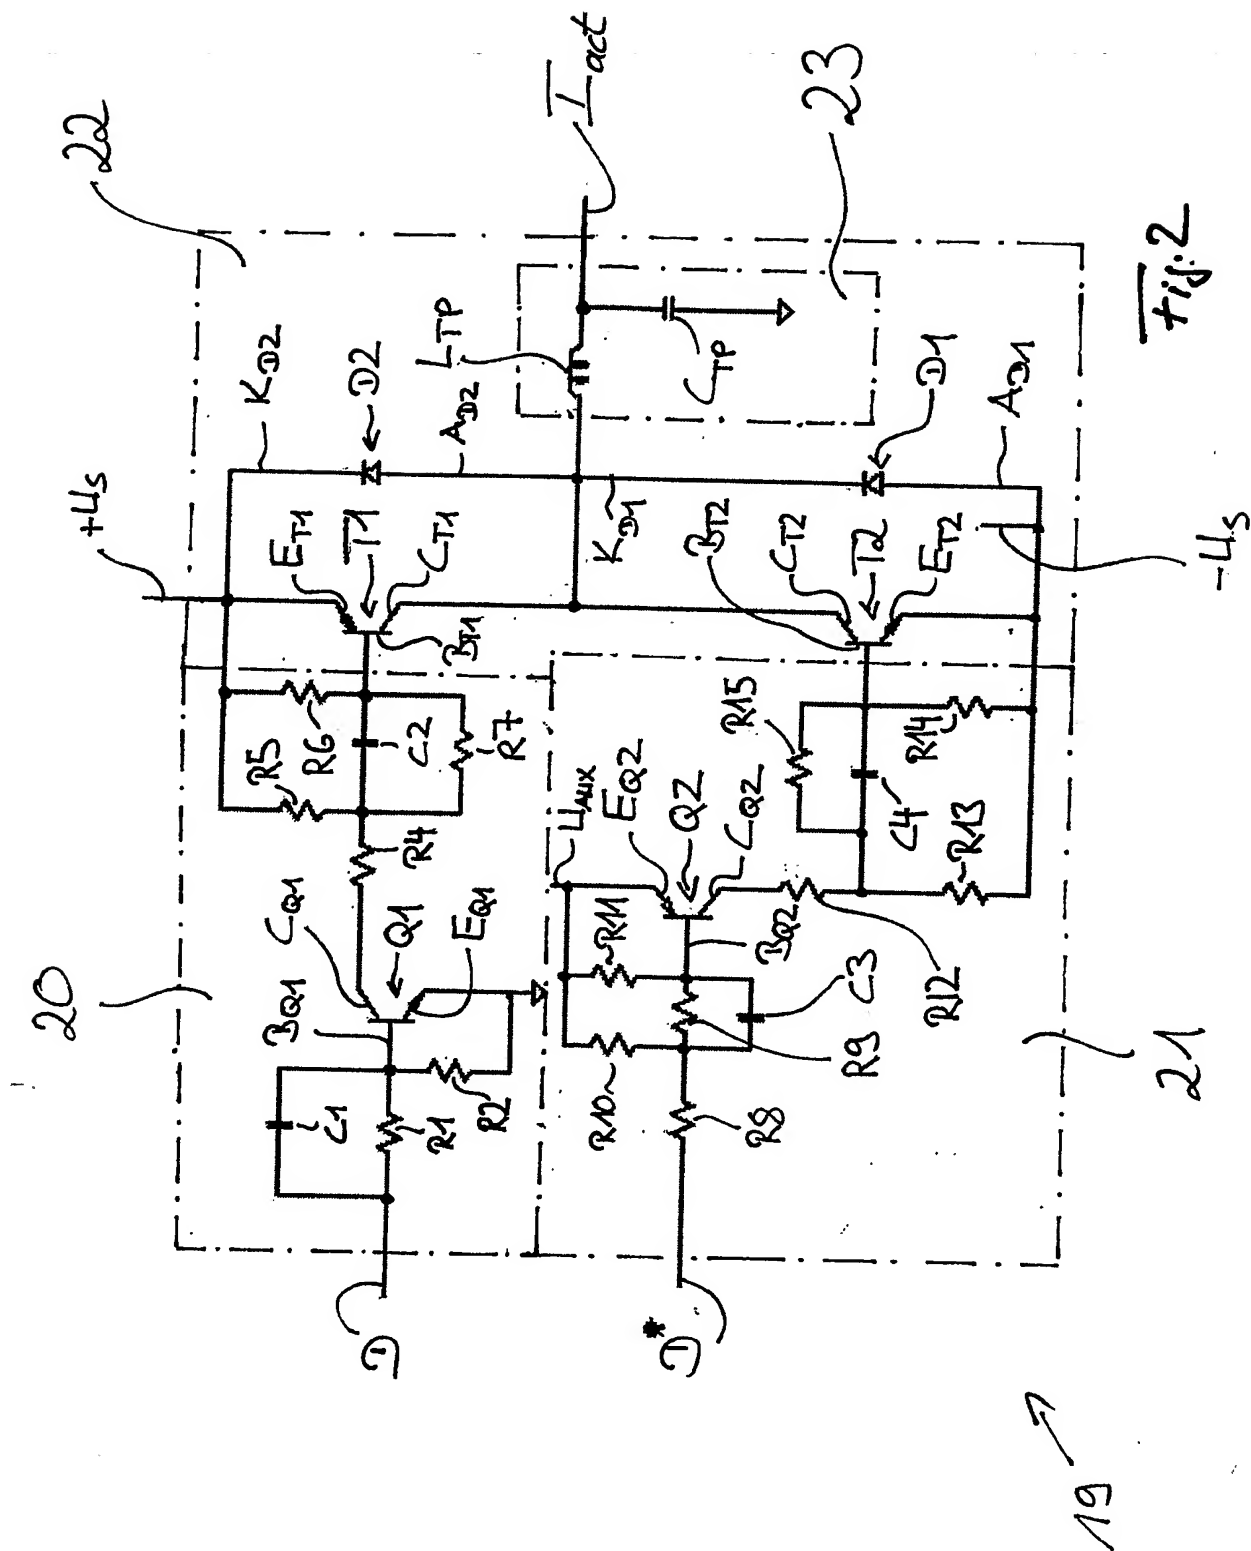 20
22
+U_S
K_D2
D2
A_D2
L_TP
I_act
E_T1
T1
C_T1
B_T1
R5
R6
C2
R7
R4
C_Q1
Q1
E_Q1
B_Q1
C1
R1
R2
D
K_D1
C_TP
23
U_AUX
E_Q2
Q2
C_Q2
B_Q2
R11
R10
R9
C3
R8
R12
D*
R15
C4
R14
R13
B_T2
C_T2
T2
E_T2
D1
A_D1
-U_S
21
19
Fig. 2